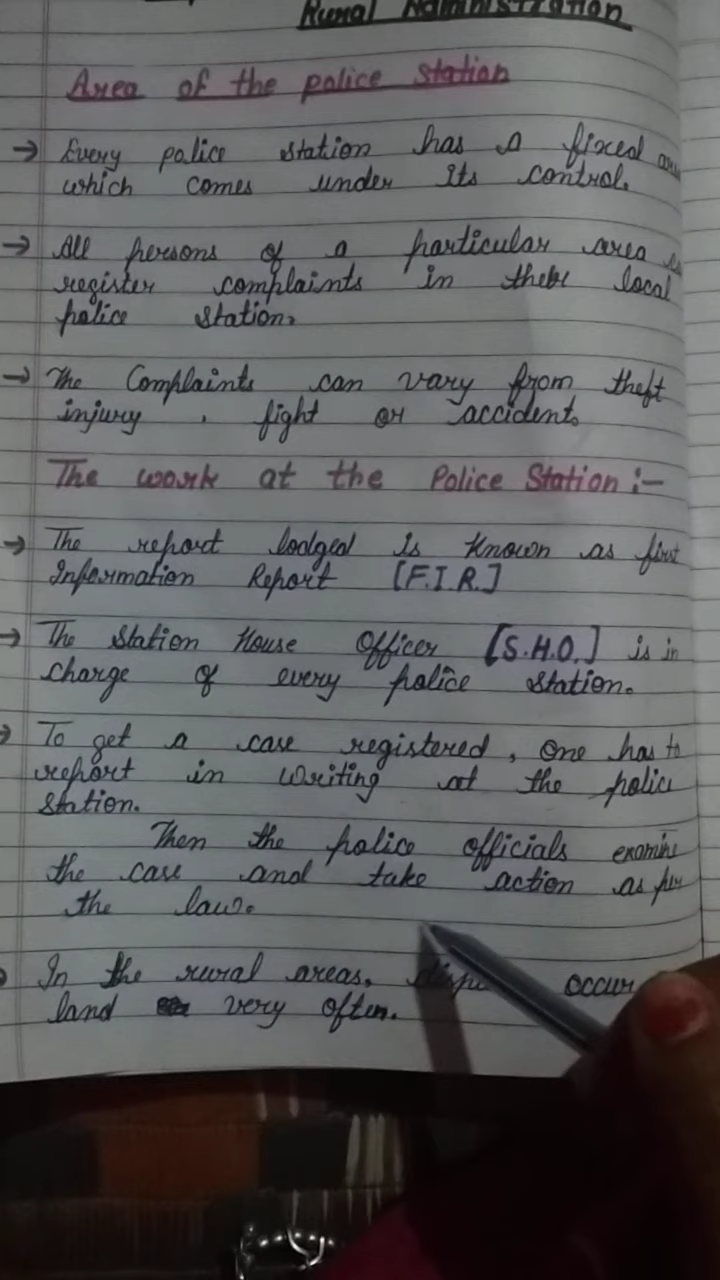 Rural Administration
Area of the police station
→ Every police station has a fixed
which comes under its control.
→ All persons of a particular area
register complaints in their local
police station.
→ The Complaints can vary from theft
injury , fight or accident.
The work at the Police Station :-
→ The report lodged is known as first
Information Report [F.I.R.]
→ The Station House Officer [S.H.O.] is in
charge of every police station.
→ To get a case registered, one has to
report in writing at the police
station.
Then the police officials examine
the case and take action as per
the law.
In the rural areas, occur
land very often.